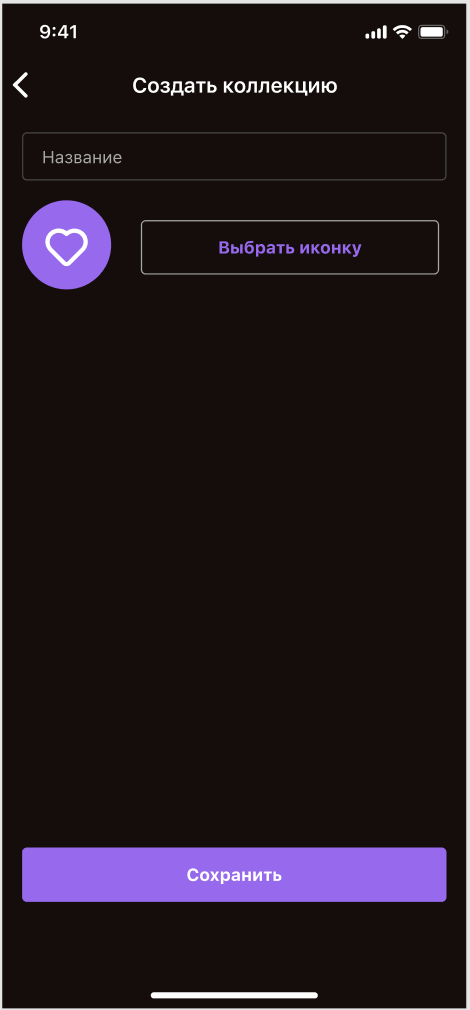 9:41
Создать коллекцию
Название
Выбрать иконку
Сохранить